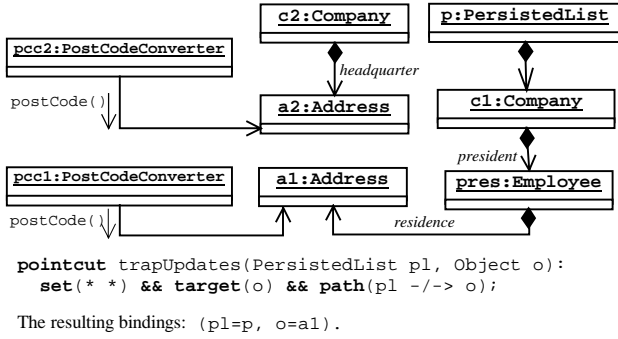 c2:Company
p:PersistedList
pcc2:PostCodeConverter
headquarter
postCode()
a2:Address
c1:Company
president
pcc1:PostCodeConverter
a1:Address
pres:Employee
postCode()
residence
pointcut trapUpdates(PersistedList pl, Object o):
set(* *) && target(o) && path(pl -/-> o);
The resulting bindings: (pl=p, o=a1).